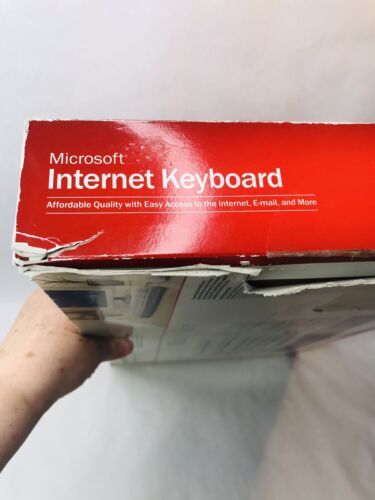 Microsoft
Internet Keyboard
Affordable Quality with Easy Access to the Internet, E-mail, and More